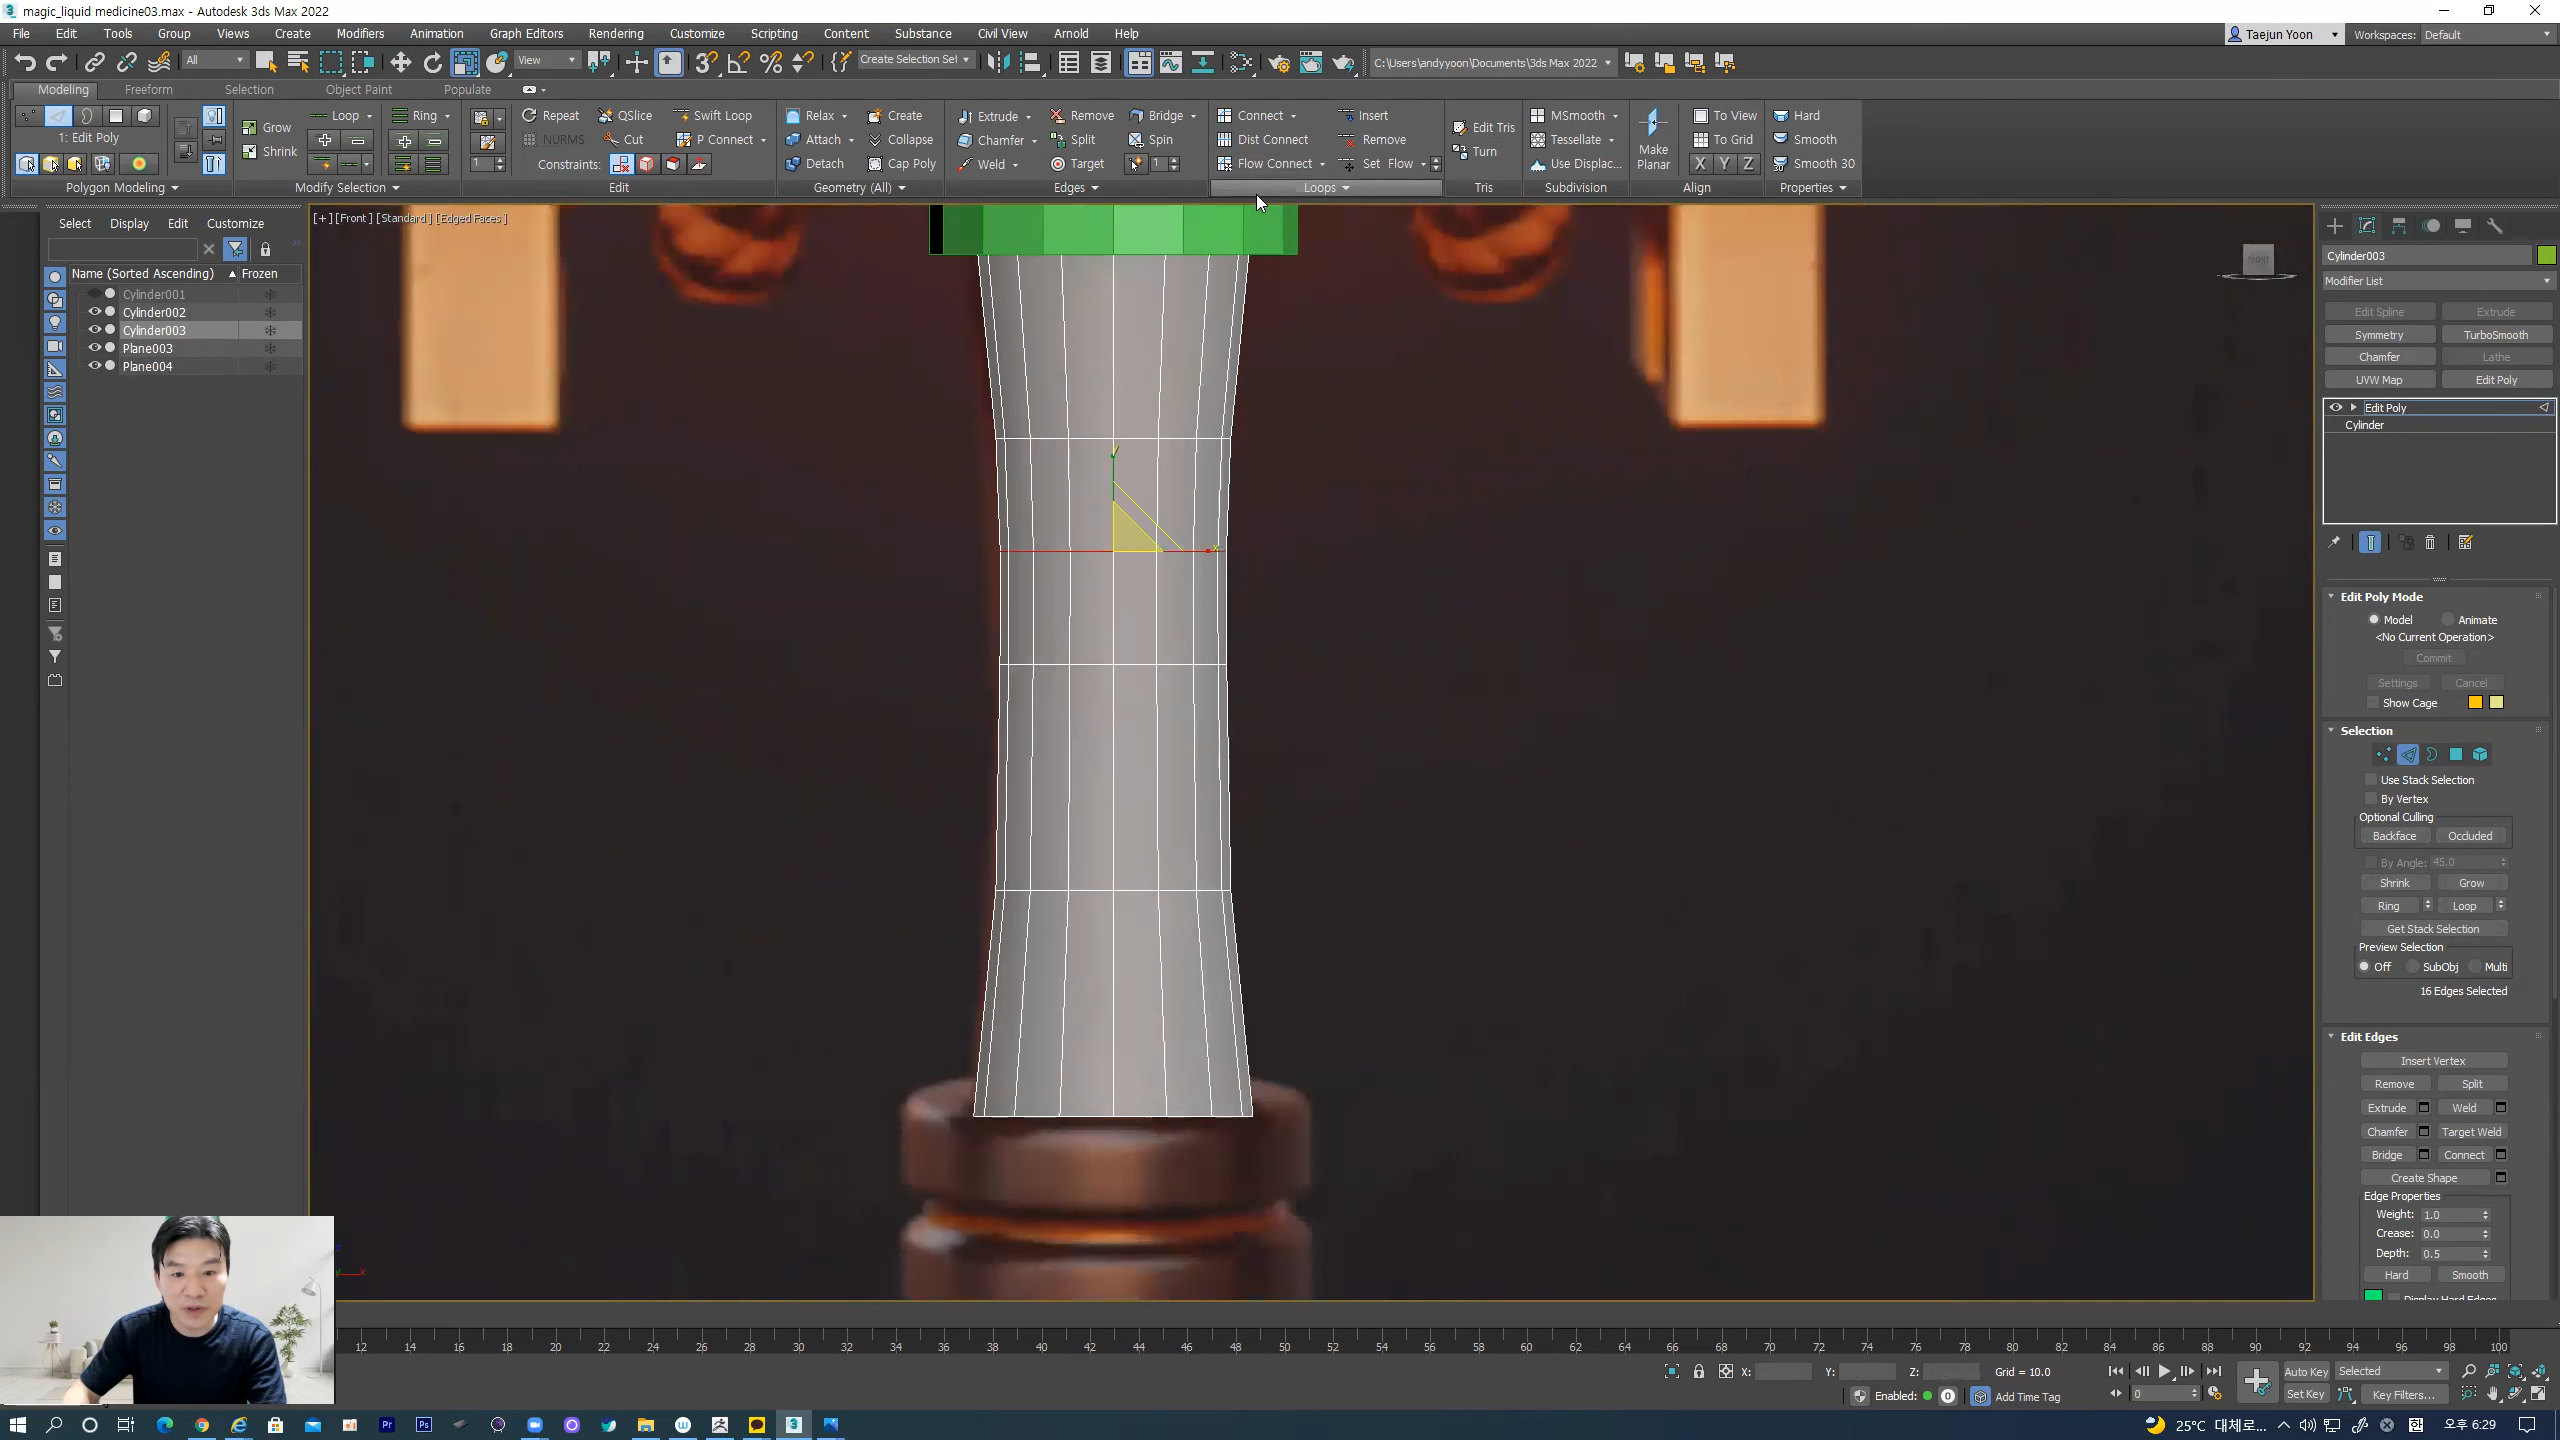 magic_liquid medicine03.max - Autodesk 3ds Max 2022
File Edit Tools Group Views Create Modifiers Animation Graph Editors Rendering Customize Scripting Content Substance Civil View Arnold Help
Taejun Yoon Workspaces: Default
All View Create Selection Set C:\Users\andyyoon\Documents\3ds Max 2022
Modeling Freeform Selection Object Paint Populate
Loop Ring Repeat QSlice Swift Loop Relax Create Extrude Remove Bridge Connect Insert MSmooth To View Hard
1: Edit Poly Grow NURMS Cut P Connect Attach Collapse Chamfer Split Spin Dist Connect Remove Edit Tris Tessellate To Grid Smooth
Shrink 1 Constraints: Detach Cap Poly Weld Target 1 Flow Connect Set Flow Turn Use Displac... Make Planar X Y Z Smooth 30
Polygon Modeling Modify Selection Edit Geometry (All) Edges Loops Tris Subdivision Align Properties
Select Display Edit Customize
[+] [Front ] [Standard ] [Edged Faces ]
FRONT
Name (Sorted Ascending) Frozen
Cylinder001
Cylinder002
Cylinder003
Plane003
Plane004
y
x
Cylinder003
Modifier List
Edit Spline Extrude
Symmetry TurboSmooth
Chamfer Lathe
UVW Map Edit Poly
Edit Poly
Cylinder
Edit Poly Mode
Model Animate
<No Current Operation>
Commit
Settings Cancel
Show Cage
Selection
Use Stack Selection
By Vertex
Optional Culling
Backface Occluded
By Angle: 45.0
Shrink Grow
Ring Loop
Get Stack Selection
Preview Selection
Off SubObj Multi
16 Edges Selected
Edit Edges
Insert Vertex
Remove Split
Extrude Weld
Chamfer Target Weld
Bridge Connect
Create Shape
Edge Properties
Weight: 1.0
Crease: 0.0
Depth: 0.5
Hard Smooth
Display Hard Edges
12 14 16 18 20 22 24 26 28 30 32 34 36 38 40 42 44 46 48 50 52 54 56 58 60 62 64 66 68 70 72 74 76 78 80 82 84 86 88 90 92 94 96 98 100
X: Y: Z: Grid = 10.0 Auto Key Selected
Enabled: 0 Add Time Tag 0 Set Key Key Filters...
25°C 대체로... 한 오후 6:29